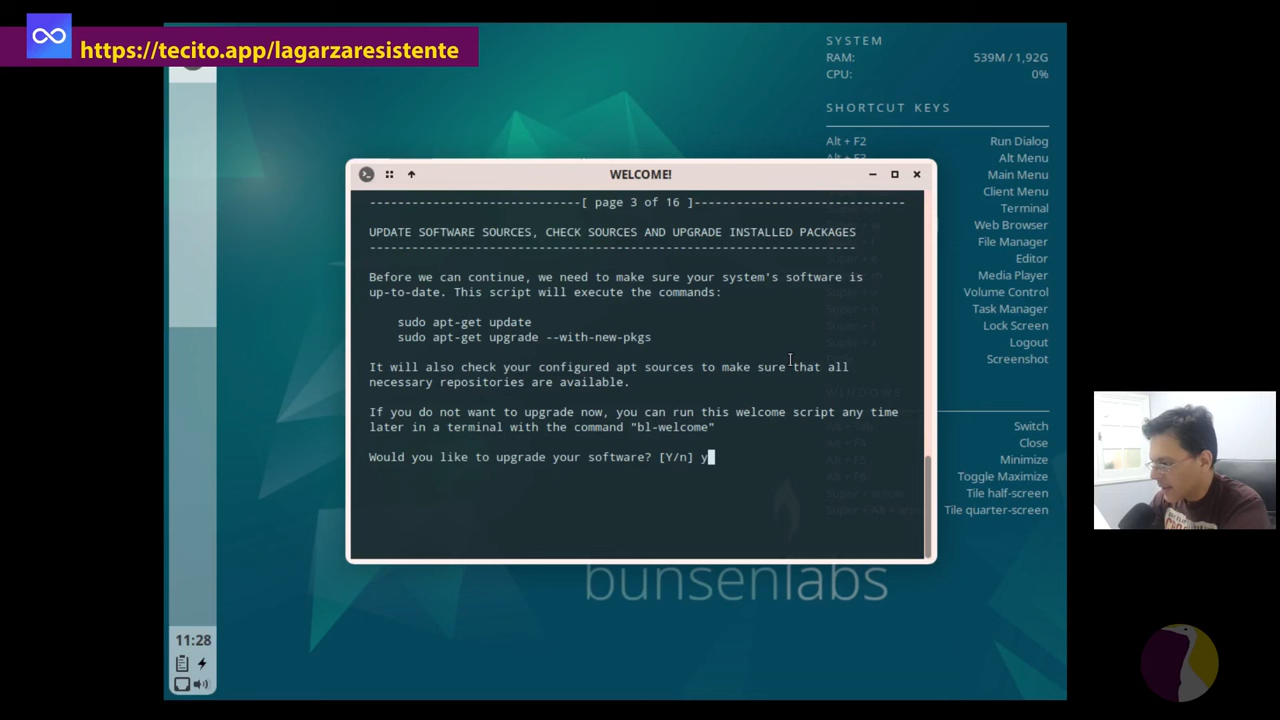 https://tecito.app/lagarzaresistente
SYSTEM
RAM: 539M / 1,92G
CPU: 0%
SHORTCUT KEYS
Alt + F2 Run Dialog
Alt + F3 Alt Menu
Main Menu
Client Menu
Terminal
Web Browser
File Manager
Editor
Media Player
Volume Control
Task Manager
Lock Screen
Logout
Screenshot
WINDOWS
Switch
Close
Minimize
Toggle Maximize
Tile half-screen
Tile quarter-screen
WELCOME!
------------------------------[ page 3 of 16 ]------------------------------
UPDATE SOFTWARE SOURCES, CHECK SOURCES AND UPGRADE INSTALLED PACKAGES
---------------------------------------------------------------------
Before we can continue, we need to make sure your system's software is
up-to-date. This script will execute the commands:
sudo apt-get update
sudo apt-get upgrade --with-new-pkgs
It will also check your configured apt sources to make sure that all
necessary repositories are available.
If you do not want to upgrade now, you can run this welcome script any time
later in a terminal with the command "bl-welcome"
Would you like to upgrade your software? [Y/n] y
bunsenlabs
11:28